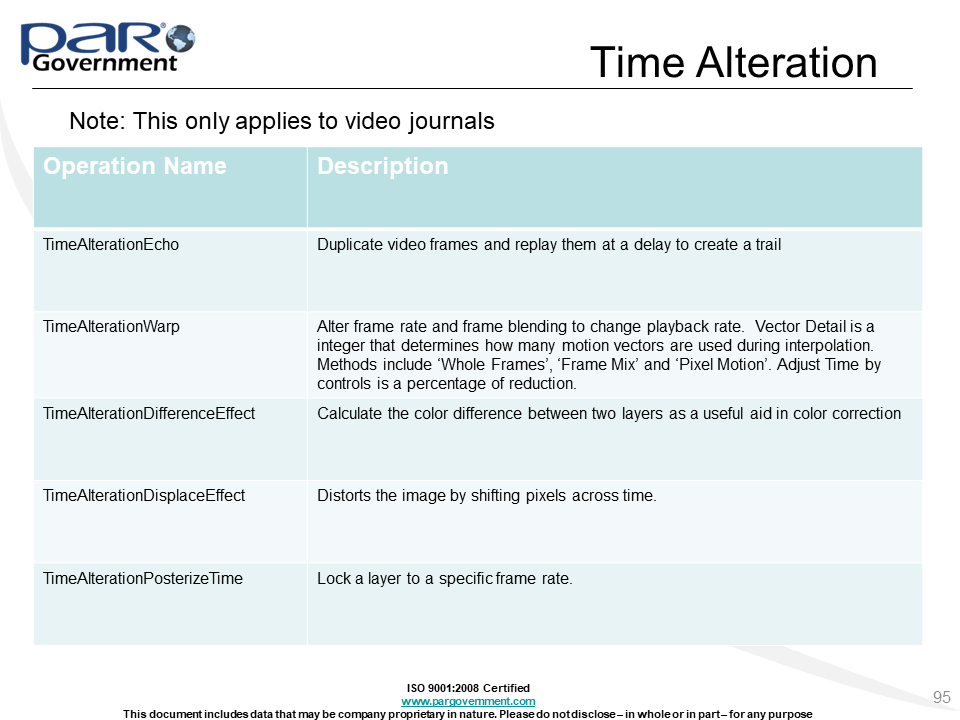 PAR® Government
Time Alteration
Note: This only applies to video journals
Operation Name
Description
TimeAlterationEcho
Duplicate video frames and replay them at a delay to create a trail
TimeAlterationWarp
Alter frame rate and frame blending to change playback rate.  Vector Detail is a
integer that determines how many motion vectors are used during interpolation.
Methods include ‘Whole Frames’, ‘Frame Mix’ and ‘Pixel Motion’. Adjust Time by
controls is a percentage of reduction.
TimeAlterationDifferenceEffect
Calculate the color difference between two layers as a useful aid in color correction
TimeAlterationDisplaceEffect
Distorts the image by shifting pixels across time.
TimeAlterationPosterizeTime
Lock a layer to a specific frame rate.
ISO 9001:2008 Certified
www.pargovernment.com
This document includes data that may be company proprietary in nature. Please do not disclose – in whole or in part – for any purpose
95